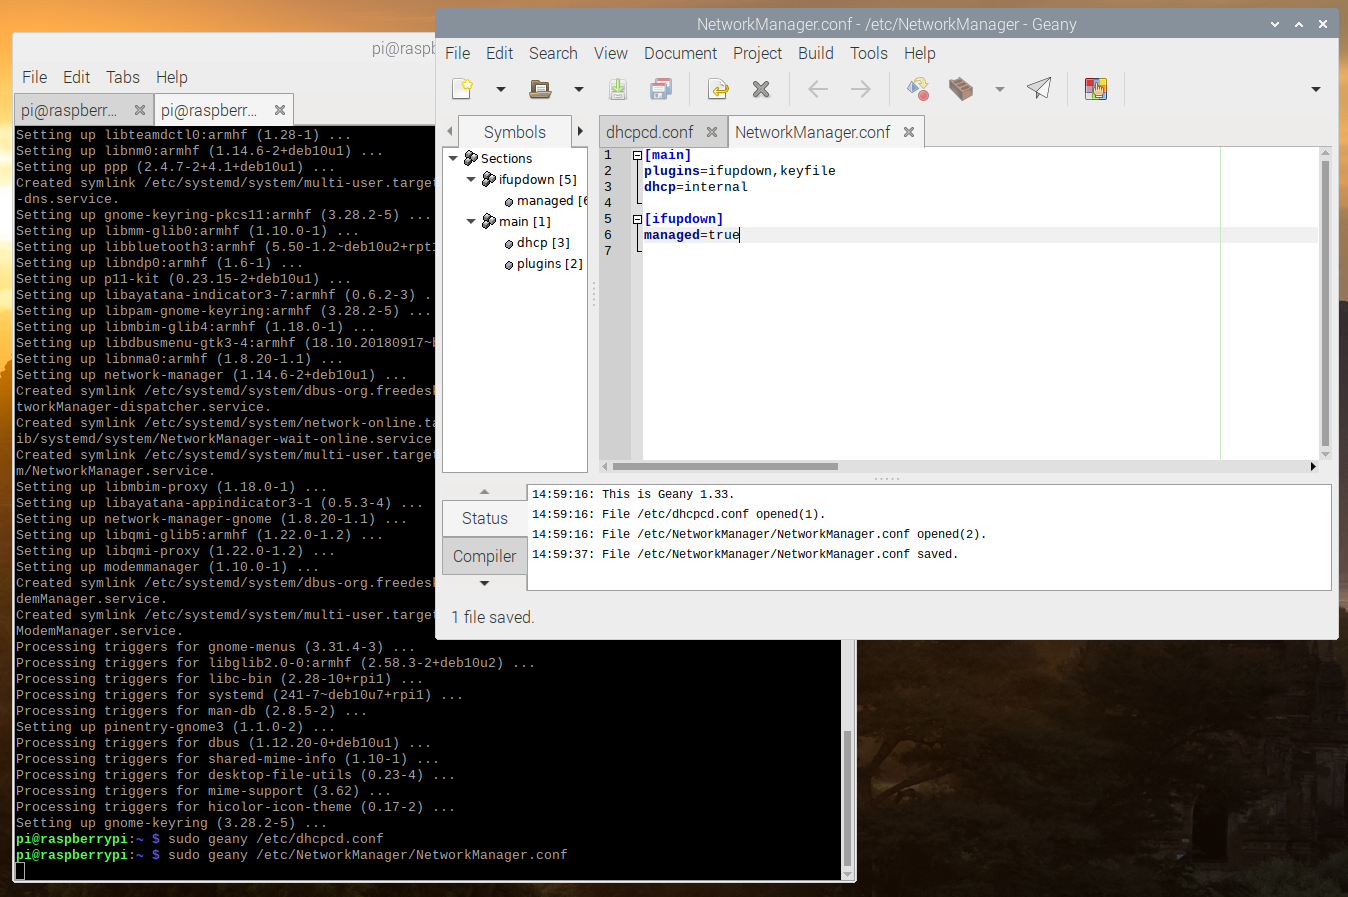 pi@raspb
File Edit Tabs Help
pi@raspberr...
pi@raspberr...
Setting up libteamdctl0:armhf (1.28-1) ...
Setting up libnm0:armhf (1.14.6-2+deb10u1) ...
Setting up ppp (2.4.7-2+4.1+deb10u1) ...
Created symlink /etc/systemd/system/multi-user.target
-dns.service.
Setting up gnome-keyring-pkcs11:armhf (3.28.2-5) ...
Setting up libmm-glib0:armhf (1.10.0-1) ...
Setting up libbluetooth3:armhf (5.50-1.2~deb10u2+rpt1
Setting up libndp0:armhf (1.6-1) ...
Setting up p11-kit (0.23.15-2+deb10u1) ...
Setting up libayatana-indicator3-7:armhf (0.6.2-3) .
Setting up libpam-gnome-keyring:armhf (3.28.2-5) ...
Setting up libmbim-glib4:armhf (1.18.0-1) ...
Setting up libdbusmenu-gtk3-4:armhf (18.10.20180917~b
Setting up libnma0:armhf (1.8.20-1.1) ...
Setting up network-manager (1.14.6-2+deb10u1) ...
Created symlink /etc/systemd/system/dbus-org.freedesk
tworkManager-dispatcher.service.
Created symlink /etc/systemd/system/network-online.ta
ib/systemd/system/NetworkManager-wait-online.service
Created symlink /etc/systemd/system/multi-user.target
m/NetworkManager.service.
Setting up libmbim-proxy (1.18.0-1) ...
Setting up libayatana-appindicator3-1 (0.5.3-4) ...
Setting up network-manager-gnome (1.8.20-1.1) ...
Setting up libqmi-glib5:armhf (1.22.0-1.2) ...
Setting up libqmi-proxy (1.22.0-1.2) ...
Setting up modemmanager (1.10.0-1) ...
Created symlink /etc/systemd/system/dbus-org.freedesk
demManager.service.
Created symlink /etc/systemd/system/multi-user.target
ModemManager.service.
Processing triggers for gnome-menus (3.31.4-3) ...
Processing triggers for libglib2.0-0:armhf (2.58.3-2+deb10u2) ...
Processing triggers for libc-bin (2.28-10+rpi1) ...
Processing triggers for systemd (241-7~deb10u7+rpi1) ...
Processing triggers for man-db (2.8.5-2) ...
Setting up pinentry-gnome3 (1.1.0-2) ...
Processing triggers for dbus (1.12.20-0+deb10u1) ...
Processing triggers for shared-mime-info (1.10-1) ...
Processing triggers for desktop-file-utils (0.23-4) ...
Processing triggers for mime-support (3.62) ...
Processing triggers for hicolor-icon-theme (0.17-2) ...
Setting up gnome-keyring (3.28.2-5) ...
pi@raspberrypi:~ $ sudo geany /etc/dhcpcd.conf
pi@raspberrypi:~ $ sudo geany /etc/NetworkManager/NetworkManager.conf
NetworkManager.conf - /etc/NetworkManager - Geany
File Edit Search View Document Project Build Tools Help
Symbols
Sections
ifupdown [5]
managed [6
main [1]
dhcp [3]
plugins [2]
dhcpcd.conf
NetworkManager.conf
1 [main]
2 plugins=ifupdown,keyfile
3 dhcp=internal
4
5 [ifupdown]
6 managed=true
7
Status
Compiler
14:59:16: This is Geany 1.33.
14:59:16: File /etc/dhcpcd.conf opened(1).
14:59:16: File /etc/NetworkManager/NetworkManager.conf opened(2).
14:59:37: File /etc/NetworkManager/NetworkManager.conf saved.
1 file saved.